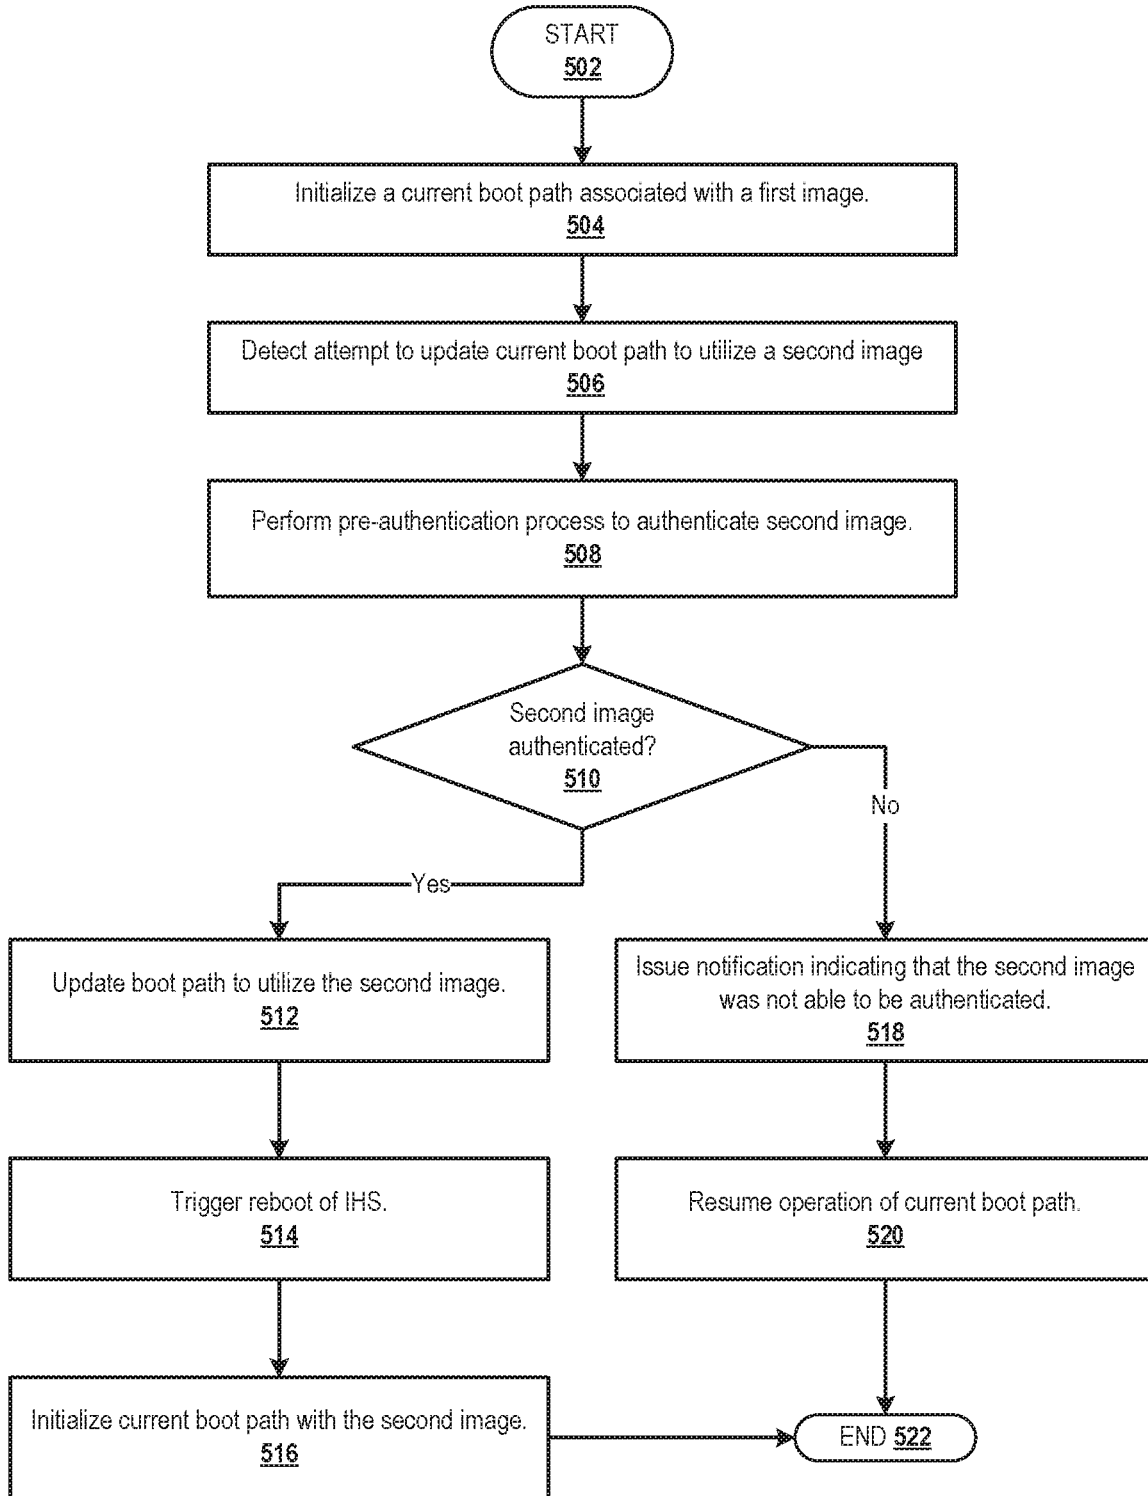 START
502
Initialize a current boot path associated with a first image.
504
Detect attempt to update current boot path to utilize a second image
506
Perform pre-authentication process to authenticate second image.
508
Second image
authenticated?
510
No
Yes
Update boot path to utilize the second image.
512
Issue notification indicating that the second image
was not able to be authenticated.
518
Trigger reboot of IHS.
514
Resume operation of current boot path.
520
Initialize current boot path with the second image.
516
END 522